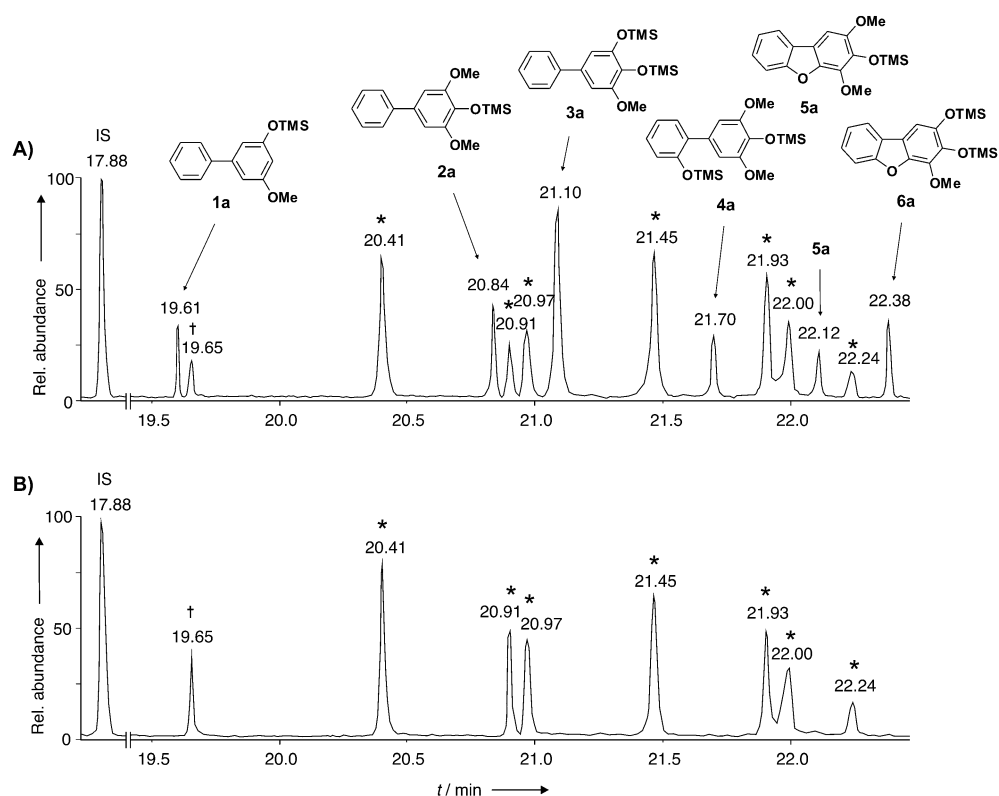 A)
Rel. abundance
100
50
0
IS
17.88
19.61
†
19.65
*
20.41
20.84
*
20.91
*
20.97
21.10
*
21.45
21.70
*
21.93
*
22.00
5a
22.12
*
22.24
22.38
OTMS
OMe
1a
OMe
OTMS
OMe
2a
OTMS
OTMS
OMe
3a
OMe
OTMS
OMe
OTMS
4a
OMe
OTMS
O
OMe
5a
OTMS
OTMS
O
OMe
6a
19.5 20.0 20.5 21.0 21.5 22.0
B)
Rel. abundance
100
50
0
IS
17.88
†
19.65
*
20.41
*
20.91
*
20.97
*
21.45
*
21.93
*
22.00
*
22.24
19.5 20.0 20.5 21.0 21.5 22.0
t / min